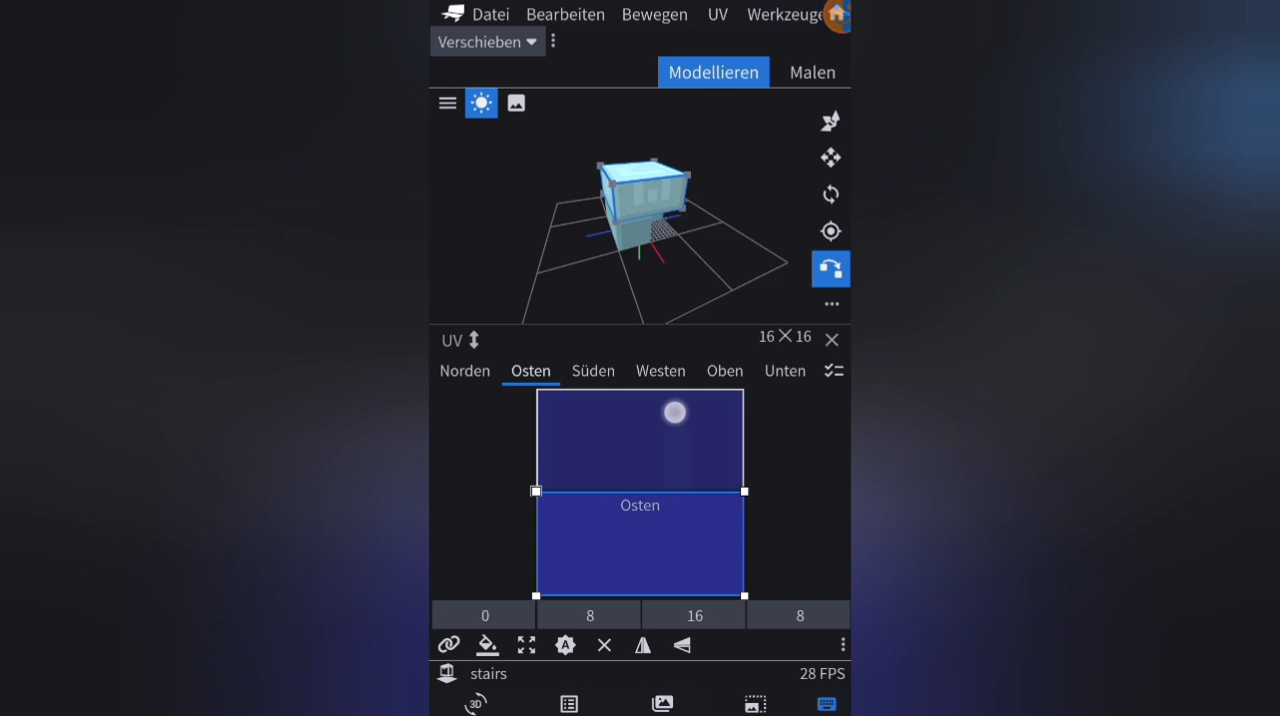 Datei Bearbeiten Bewegen UV Werkzeuge
Verschieben
Modellieren Malen
UV 16×16
Norden Osten Süden Westen Oben Unten
Osten
0 8 16 8
A
stairs 28 FPS
3D